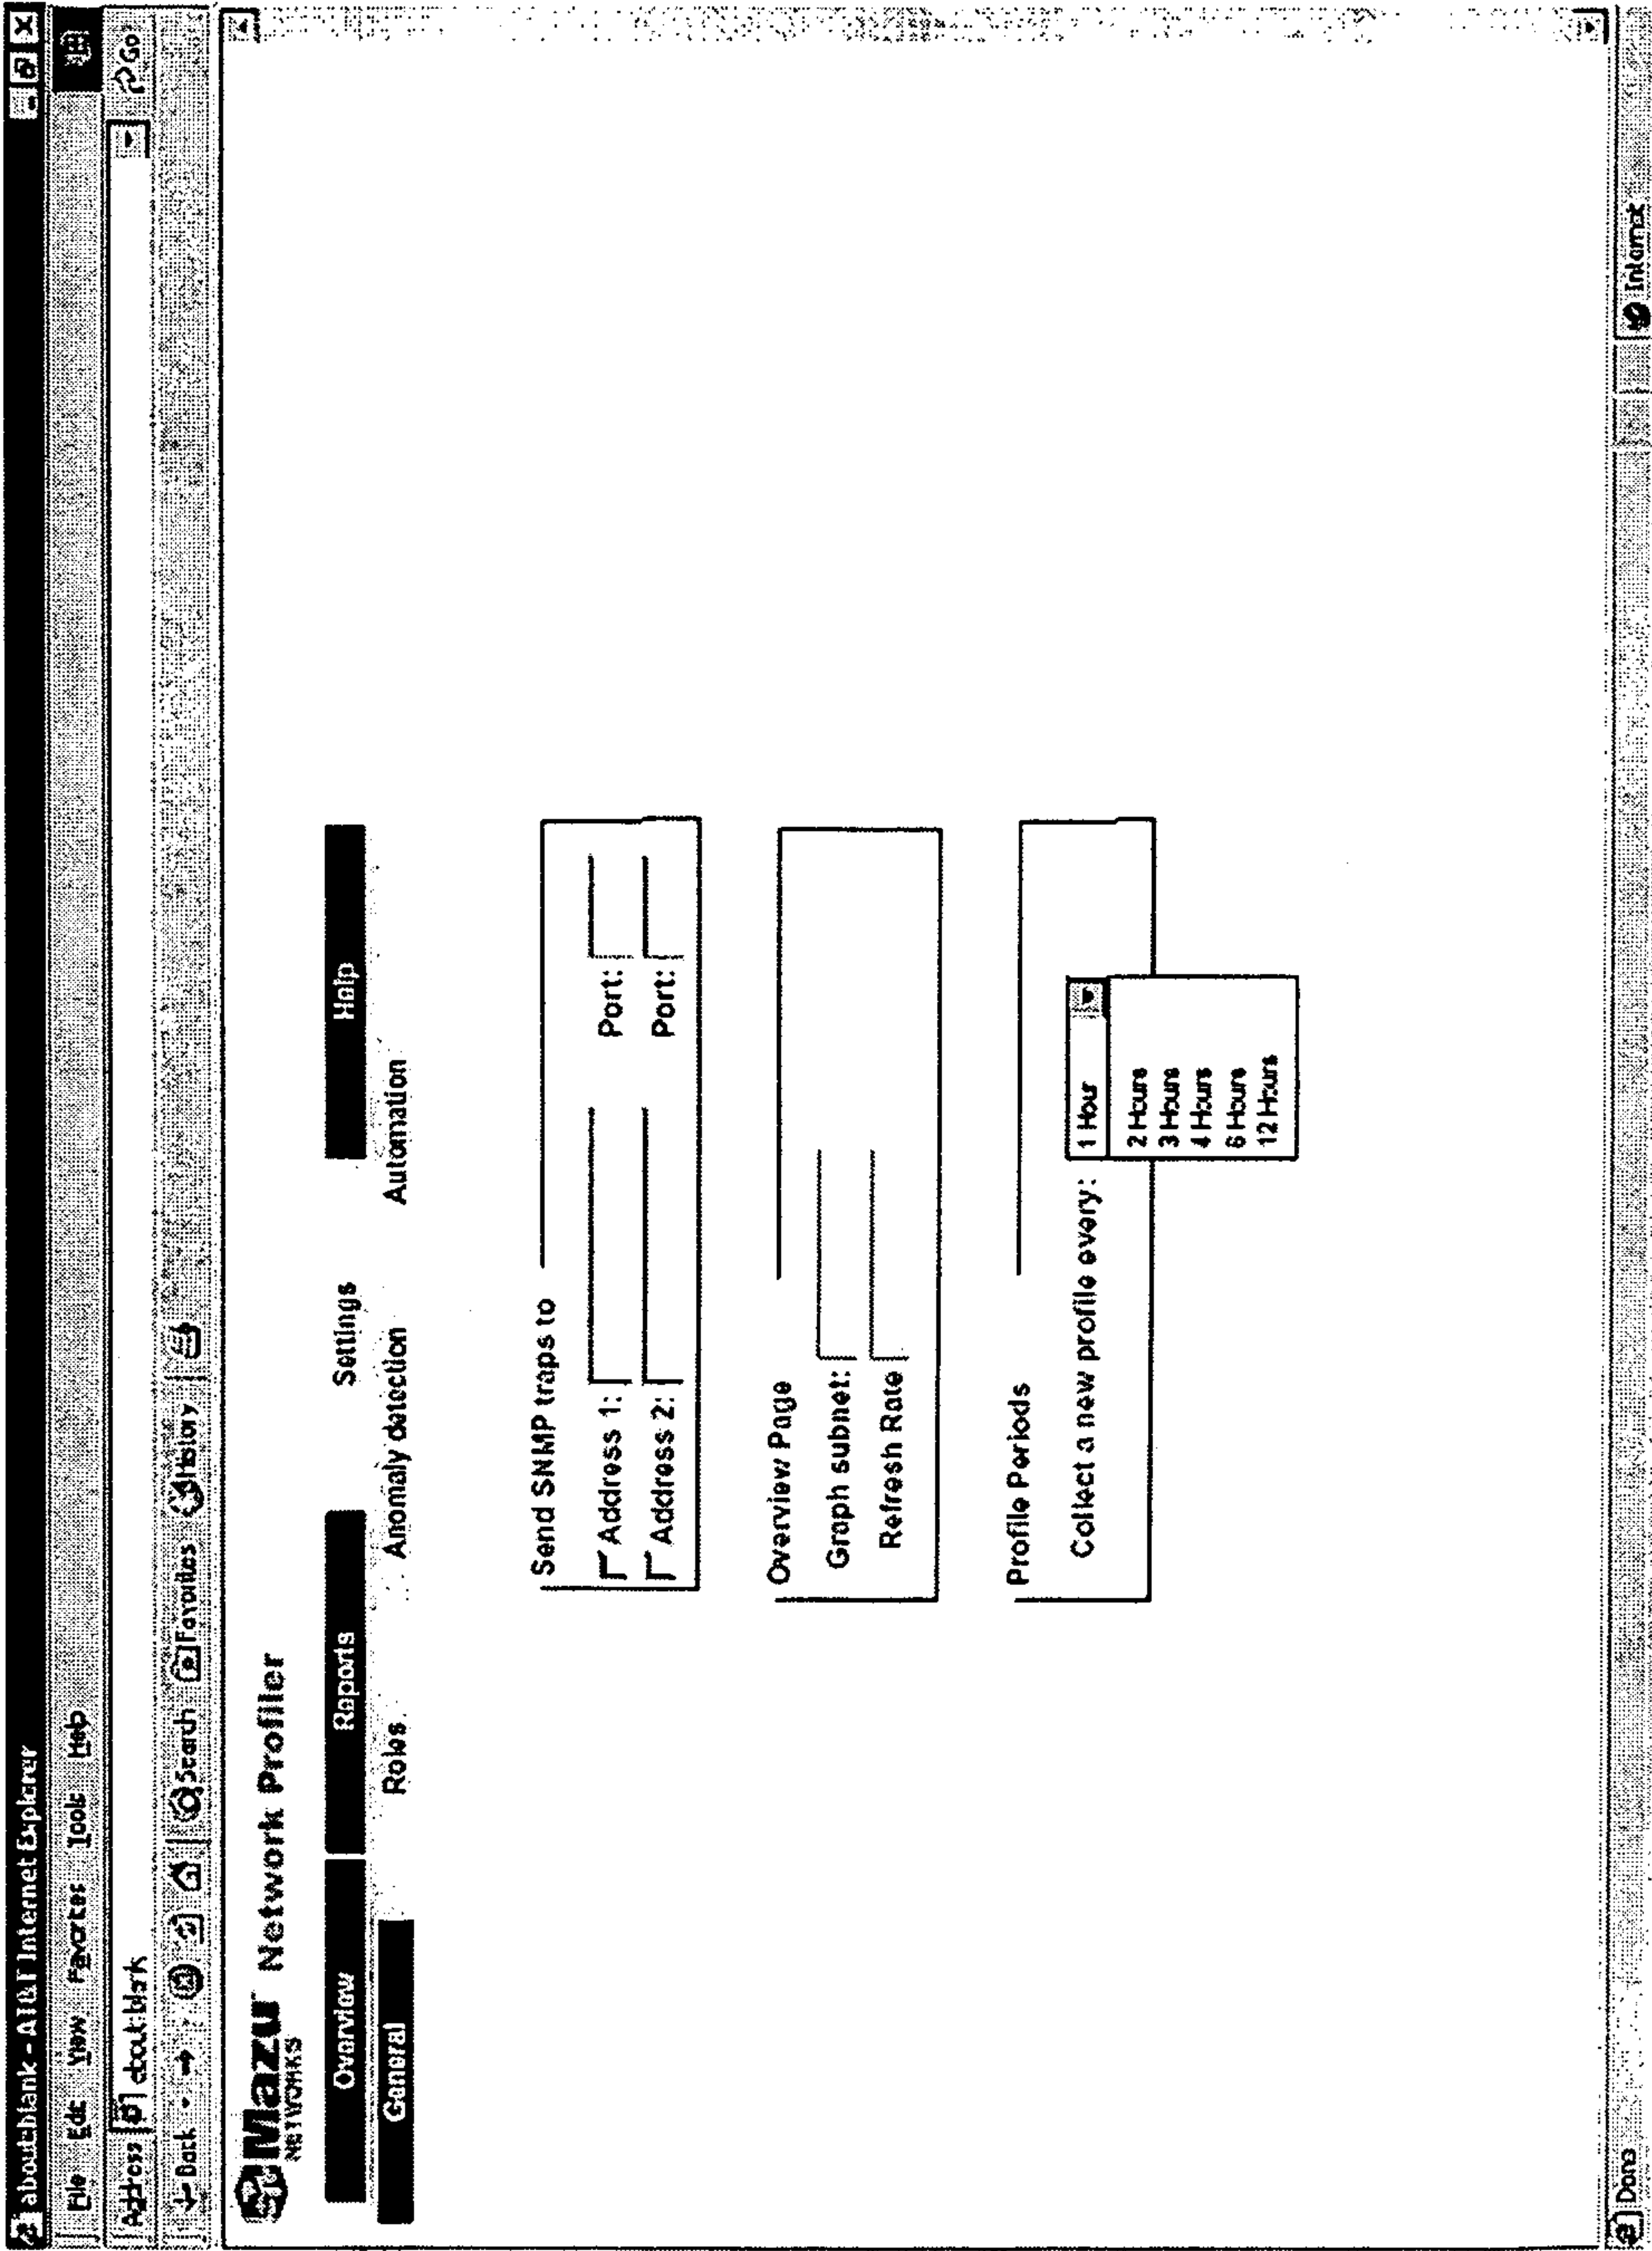 about:blank - AT&T Internet Explorer
File Edit View Favorites Tools Help
Address about:blank Go
Back Search Favorites History
Mazu Network Profiler
NETWORKS
Overview Reports Settings Help
General Roles Anomaly detection Automation
Send SNMP traps to
Address 1: Port:
Address 2: Port:
Overview Page
Graph subnet:
Refresh Rate
Profile Periods
Collect a new profile every: 1 Hour
2 Hours
3 Hours
4 Hours
6 Hours
12 Hours
Done Internet